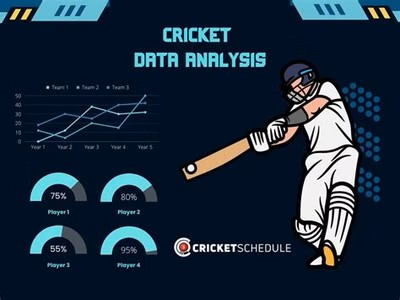 CRICKET
DATA ANALYSIS
Team 1 Team 2 Team 3
50
40
30
20
10
0
Year 1 Year 2 Year 3 Year 4 Year 5
75% 80%
Player 1 Player 2
55% 95%
Player 3 Player 4
CRICKETSCHEDULE